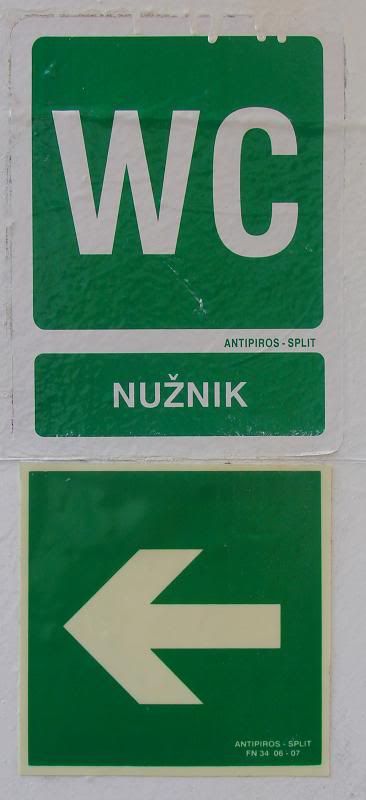 WC
ANTIPIROS - SPLIT
NUŽNIK
ANTIPIROS - SPLIT
FN 34 06 - 07